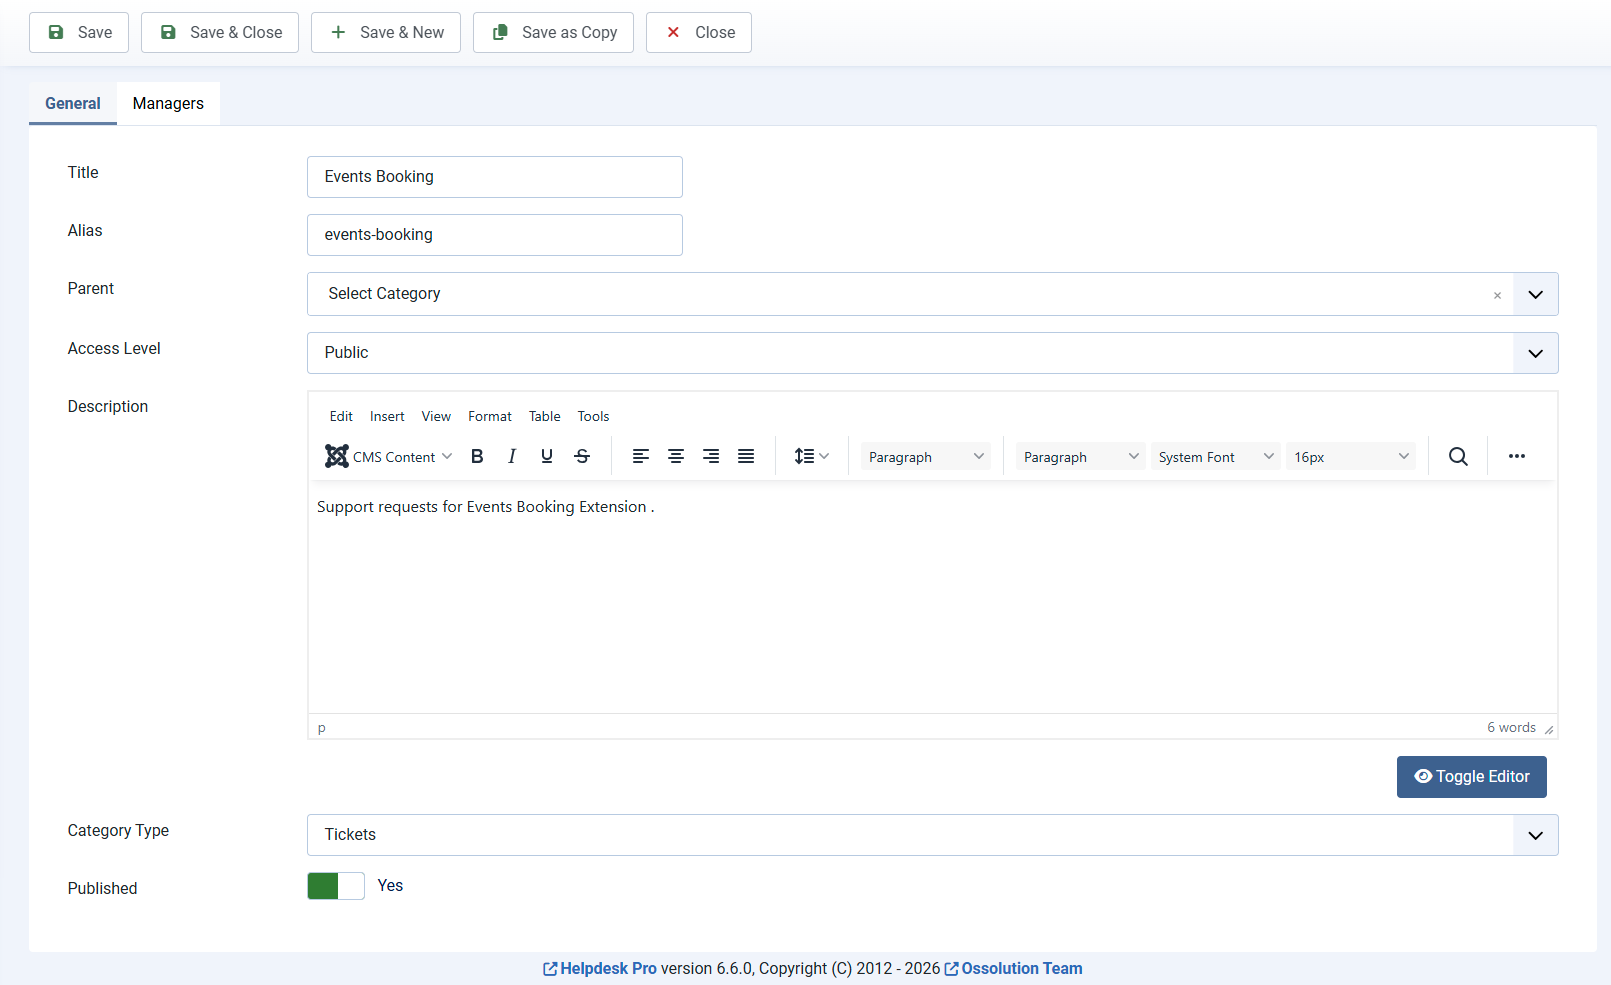 Save Save & Close Save & New Save as Copy Close
General Managers
Title Events Booking
Alias events-booking
Parent Select Category ×
Access Level Public
Description
Edit Insert View Format Table Tools
CMS Content B I U S Paragraph Paragraph System Font 16px
Support requests for Events Booking Extension .
p 6 words
Toggle Editor
Category Type Tickets
Published Yes
Helpdesk Pro version 6.6.0, Copyright (C) 2012 - 2026 Ossolution Team